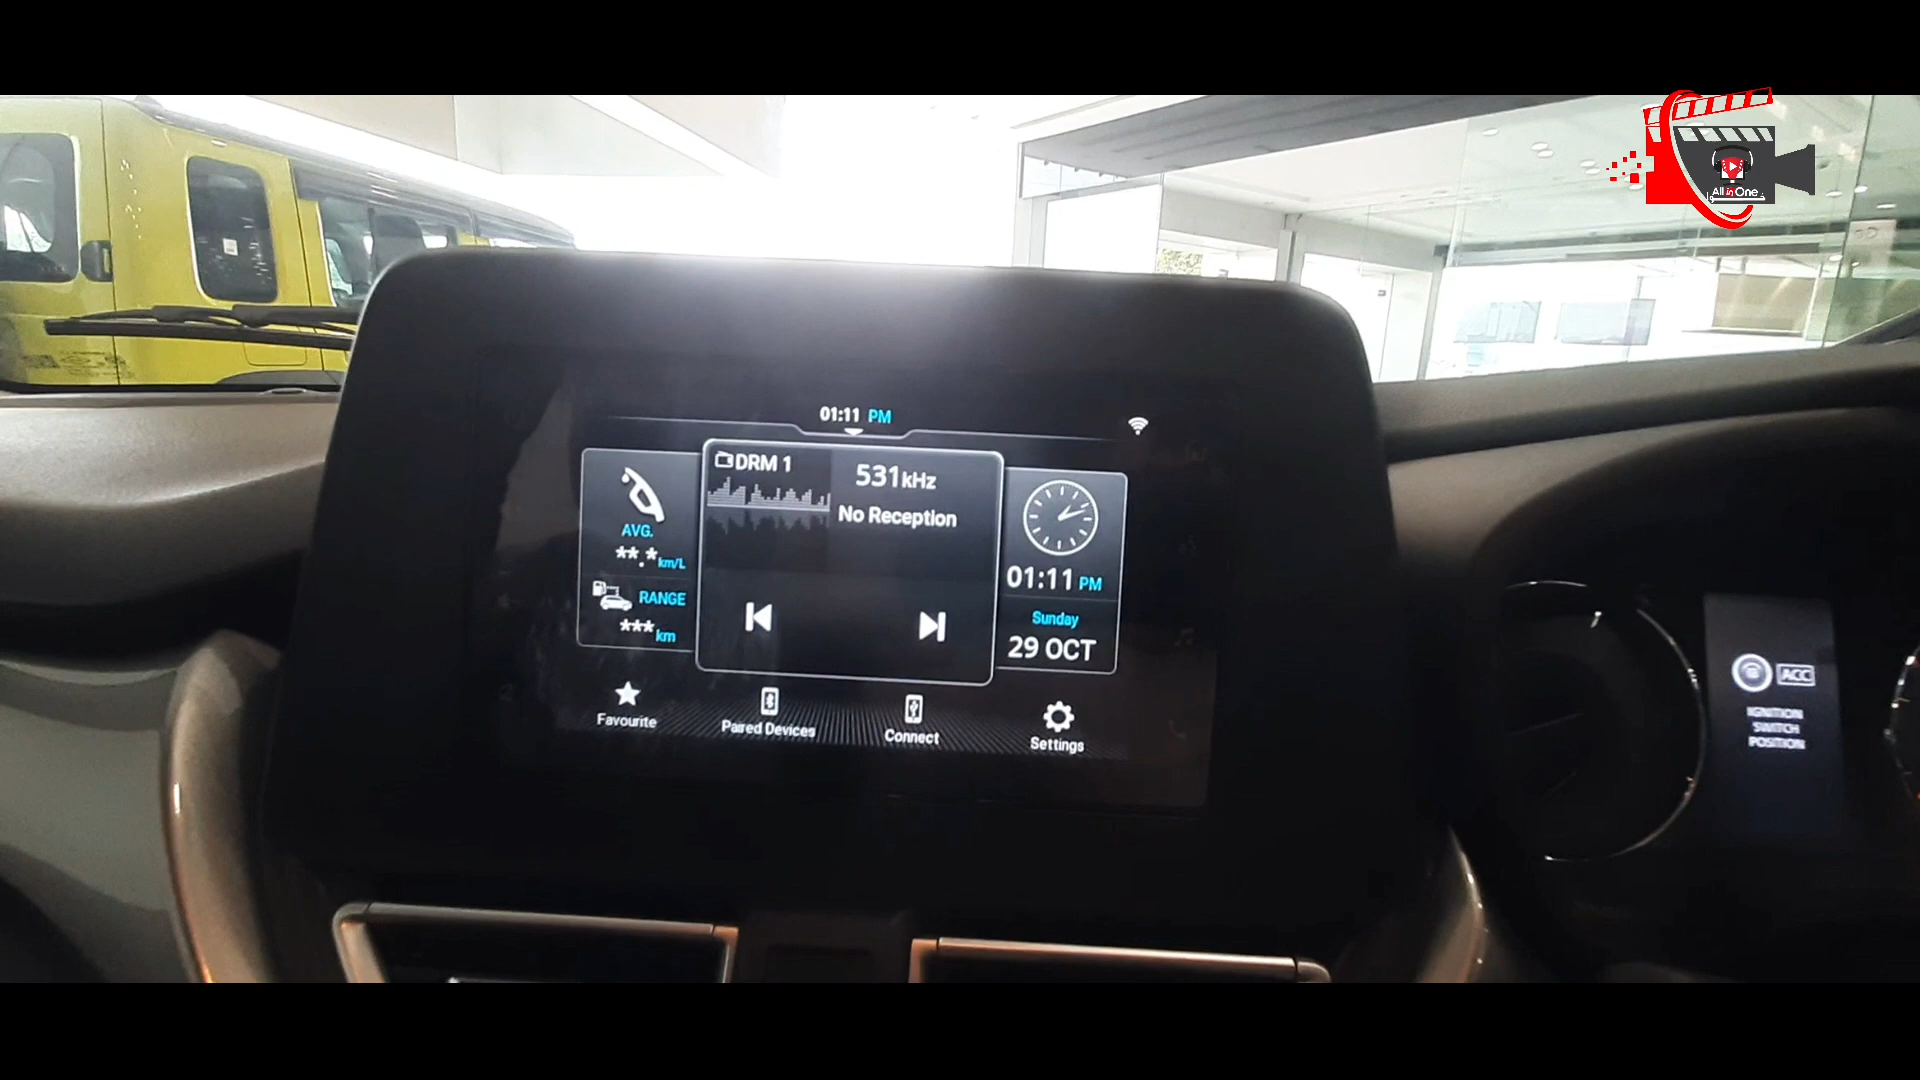 All in One
01:11 PM
DRM 1
531kHz
No Reception
AVG.
**.*km/L
RANGE
***km
01:11 PM
Sunday
29 OCT
Favourite
Paired Devices
Connect
Settings
ACC
IGNITION
SWITCH
POSITION